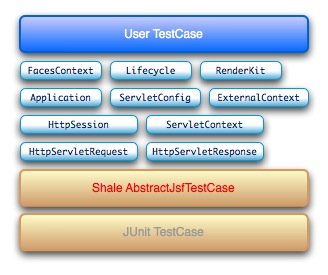 User TestCase
FacesContext Lifecycle RenderKit
Application ServletConfig ExternalContext
HttpSession ServletContext
HttpServletRequest HttpServletResponse
Shale AbstractJsfTestCase
JUnit TestCase